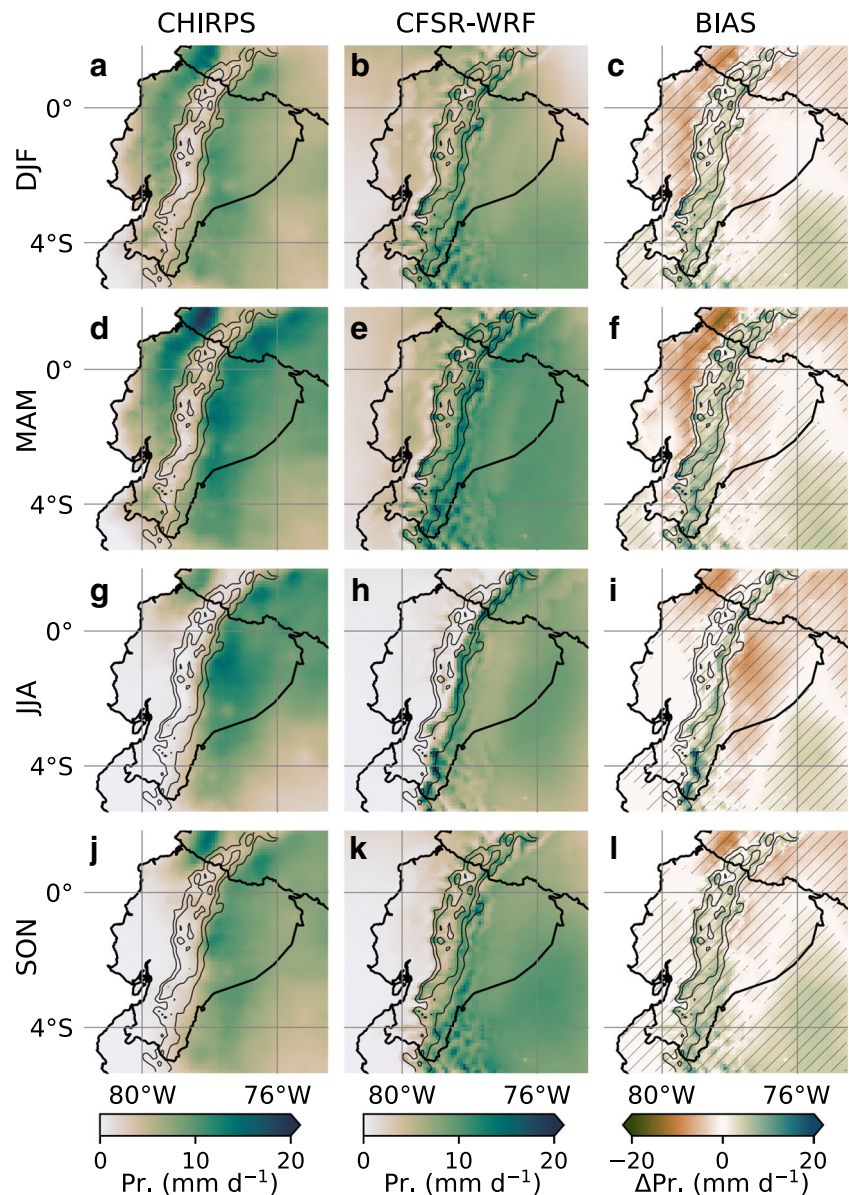 CHIRPS CFSR-WRF BIAS
a b c
0°
DJF
4°S
d e f
0°
MAM
4°S
g h i
0°
JJA
4°S
j k l
0°
SON
4°S
80°W 76°W 80°W 76°W 80°W 76°W
0 10 20 0 10 20 −20 0 20
Pr. (mm d⁻¹) Pr. (mm d⁻¹) ΔPr. (mm d⁻¹)